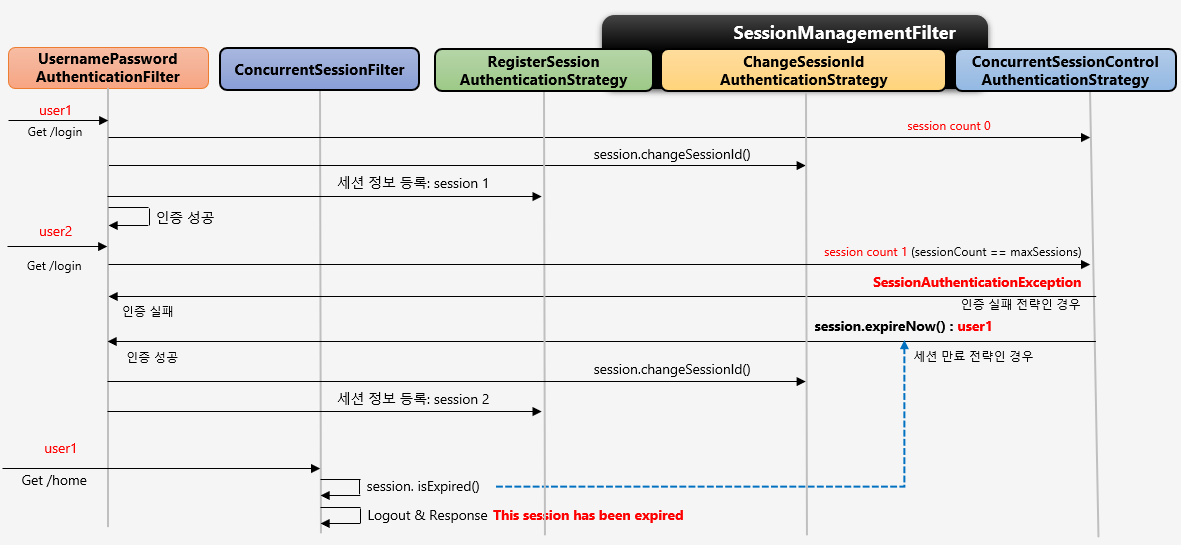 SessionManagementFilter
UsernamePassword
AuthenticationFilter
ConcurrentSessionFilter
RegisterSession
AuthenticationStrategy
ChangeSessionId
AuthenticationStrategy
ConcurrentSessionControl
AuthenticationStrategy
user1
Get /login
session count 0
session.changeSessionId()
세션 정보 등록: session 1
인증 성공
user2
Get /login
session count 1 (sessionCount == maxSessions)
SessionAuthenticationException
인증 실패
인증 실패 전략인 경우
session.expireNow() : user1
인증 성공
세션 만료 전략인 경우
session.changeSessionId()
세션 정보 등록: session 2
user1
Get /home
session. isExpired()
Logout & Response This session has been expired